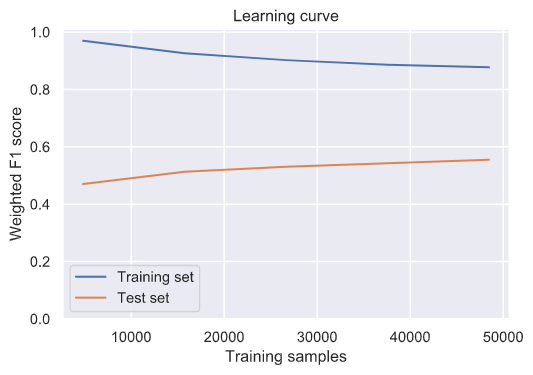 Learning curve
1.0
0.8
0.6
0.4
0.2
0.0
Weighted F1 score
Training set
Test set
10000 20000 30000 40000 50000
Training samples